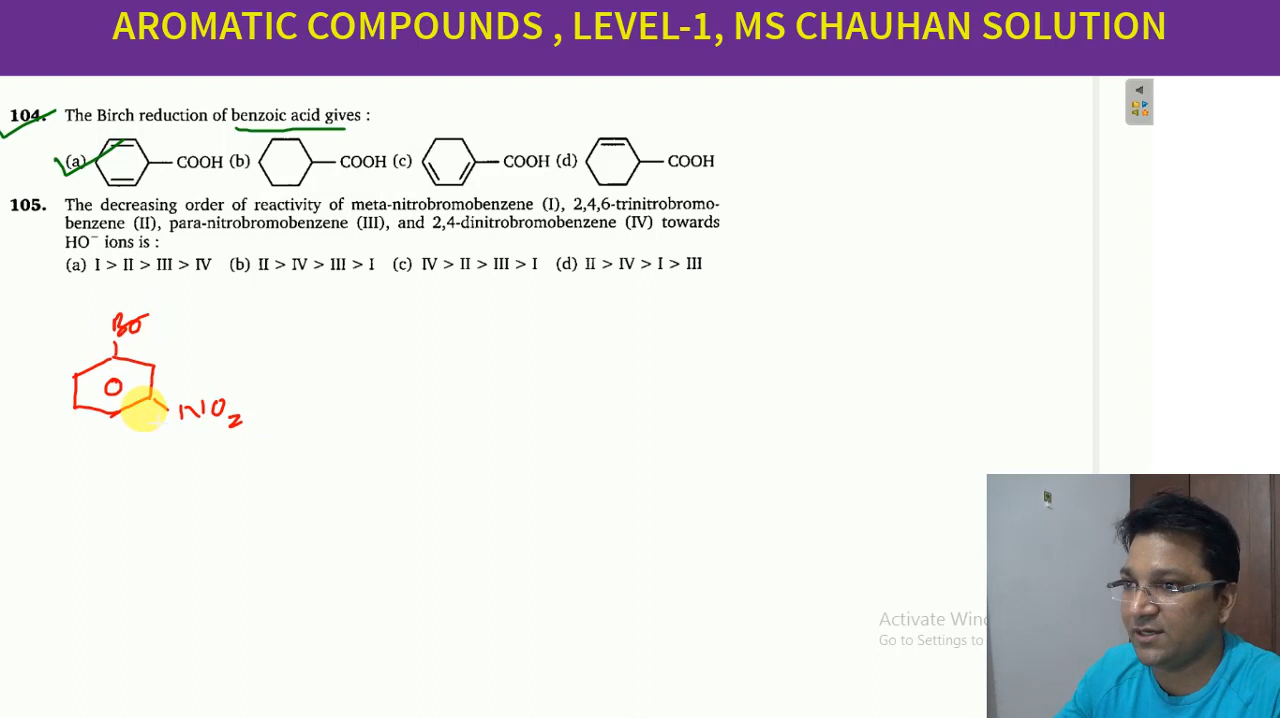 AROMATIC COMPOUNDS , LEVEL-1, MS CHAUHAN SOLUTION
104. The Birch reduction of benzoic acid gives :
(a) COOH (b) COOH (c) COOH (d) COOH
105. The decreasing order of reactivity of meta-nitrobromobenzene (I), 2,4,6-trinitrobromo-
benzene (II), para-nitrobromobenzene (III), and 2,4-dinitrobromobenzene (IV) towards
HO⁻ ions is :
(a) I > II > III > IV (b) II > IV > III > I (c) IV > II > III > I (d) II > IV > I > III
Br
NO₂
Activate Win
Go to Settings to